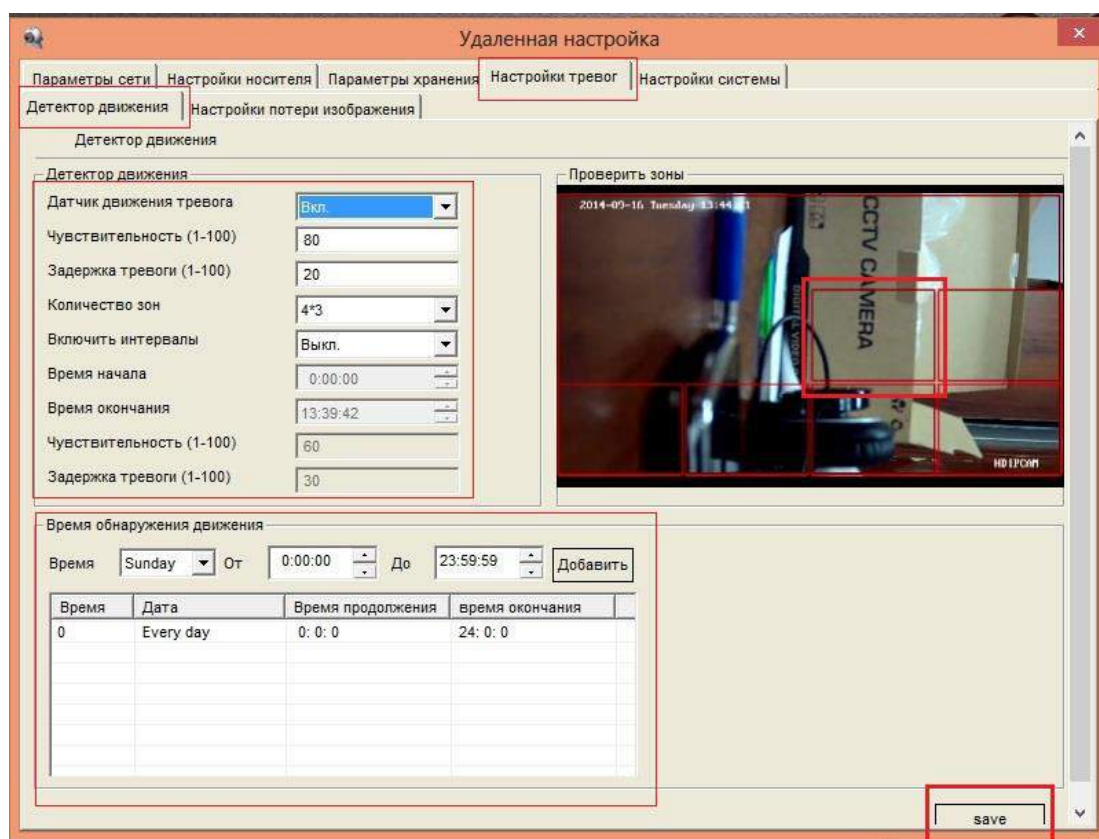 Удаленная настройка
Параметры сети Настройки носителя Параметры хранения Настройки тревог Настройки системы
Детектор движения Настройки потери изображения
Детектор движения
Детектор движения
Датчик движения тревога Вкл.
Чувствительность (1-100) 80
Задержка тревоги (1-100) 20
Количество зон 4*3
Включить интервалы Выкл.
Время начала 0:00:00
Время окончания 13:39:42
Чувствительность (1-100) 60
Задержка тревоги (1-100) 30
Проверить зоны
2014-09-16 Tuesday 13:44
CCTV CAMERA
DIGITAL VIDEO
HD IPCAM
Время обнаружения движения
Время Sunday От 0:00:00 До 23:59:59 Добавить
Время Дата Время продолжения время окончания
0 Every day 0: 0: 0 24: 0: 0
save